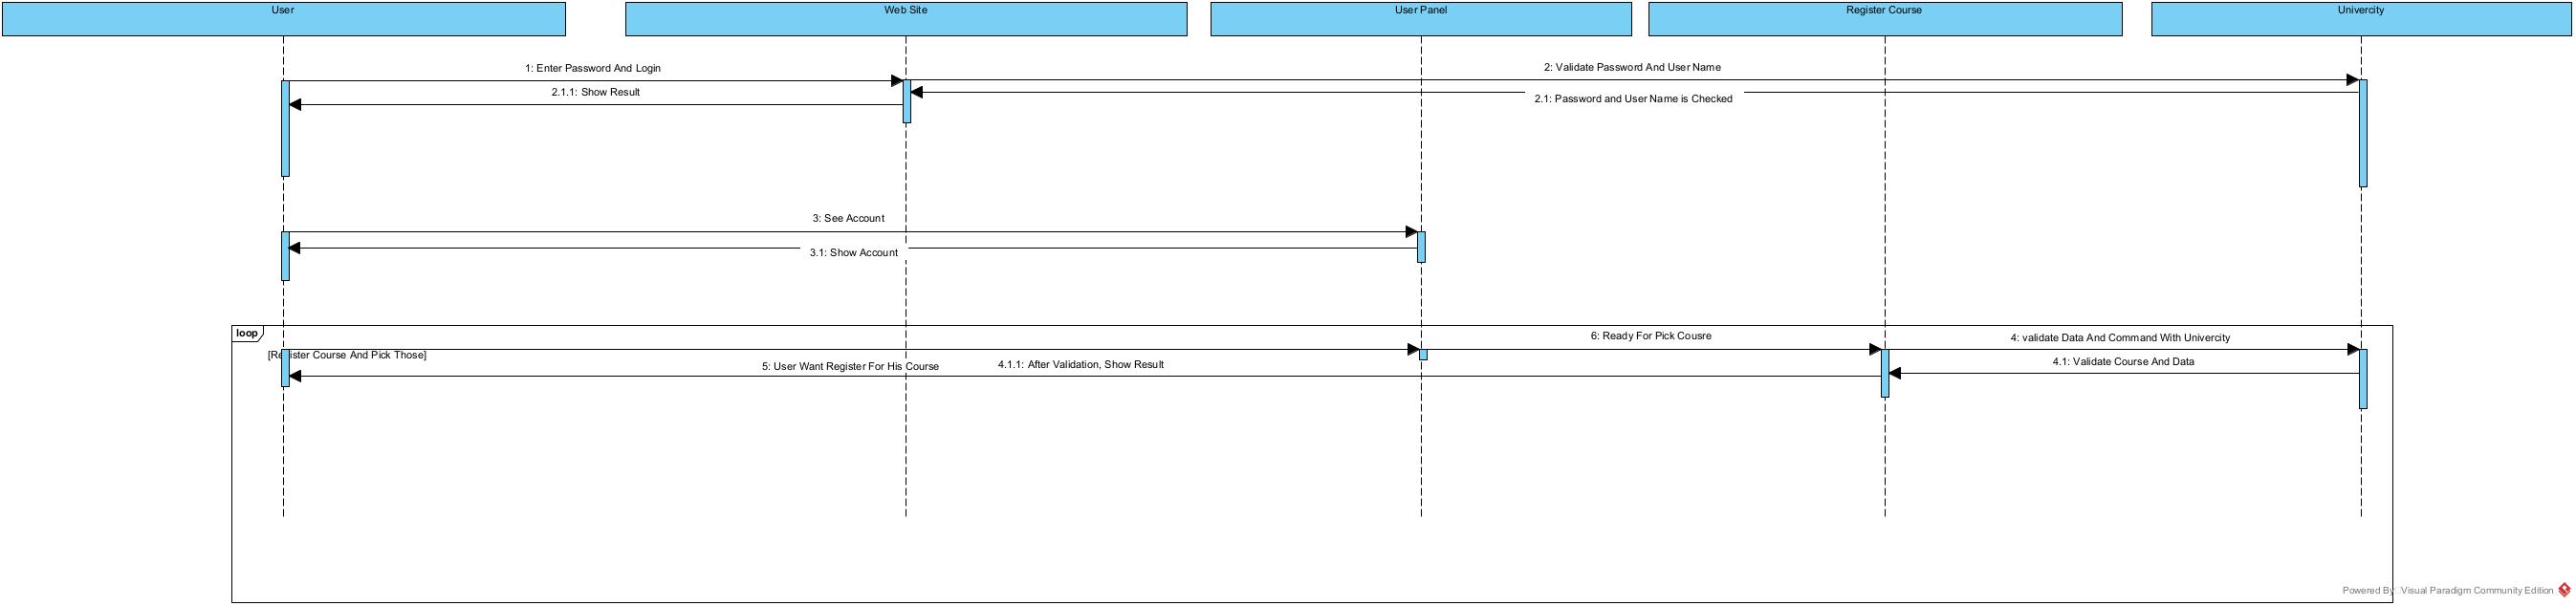 User
Web Site
User Panel
Register Course
Univercity
1: Enter Password And Login
2: Validate Password And User Name
2.1.1: Show Result
2.1: Password and User Name is Checked
3: See Account
3.1: Show Account
loop
6: Ready For Pick Cousre
4: validate Data And Command With Univercity
[Register Course And Pick Those]
5: User Want Register For His Course
4.1.1: After Validation, Show Result
4.1: Validate Course And Data
Powered By: Visual Paradigm Community Edition